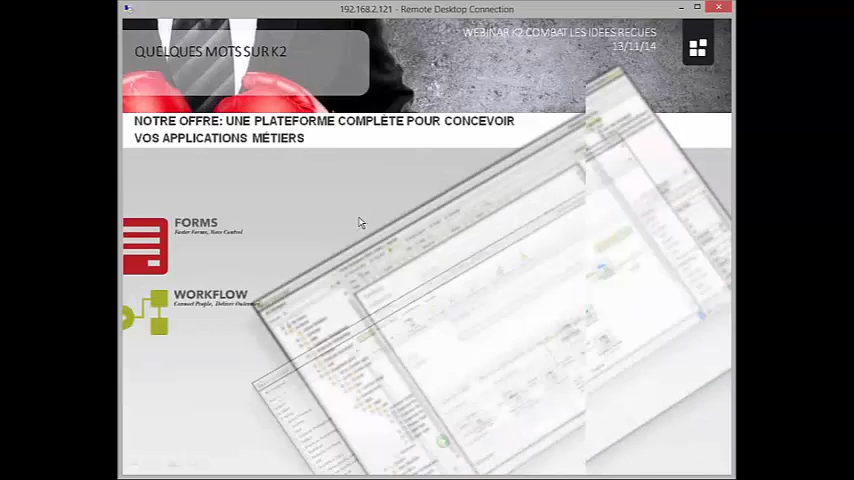 192.168.2.121 - Remote Desktop Connection
WEBINAR K2 COMBAT LES IDEES RECUES
13/11/14
QUELQUES MOTS SUR K2
NOTRE OFFRE: UNE PLATEFORME COMPLÈTE POUR CONCEVOIR
VOS APPLICATIONS MÉTIERS
FORMS
Faster Forms, More Control
WORKFLOW
Connect People, Deliver